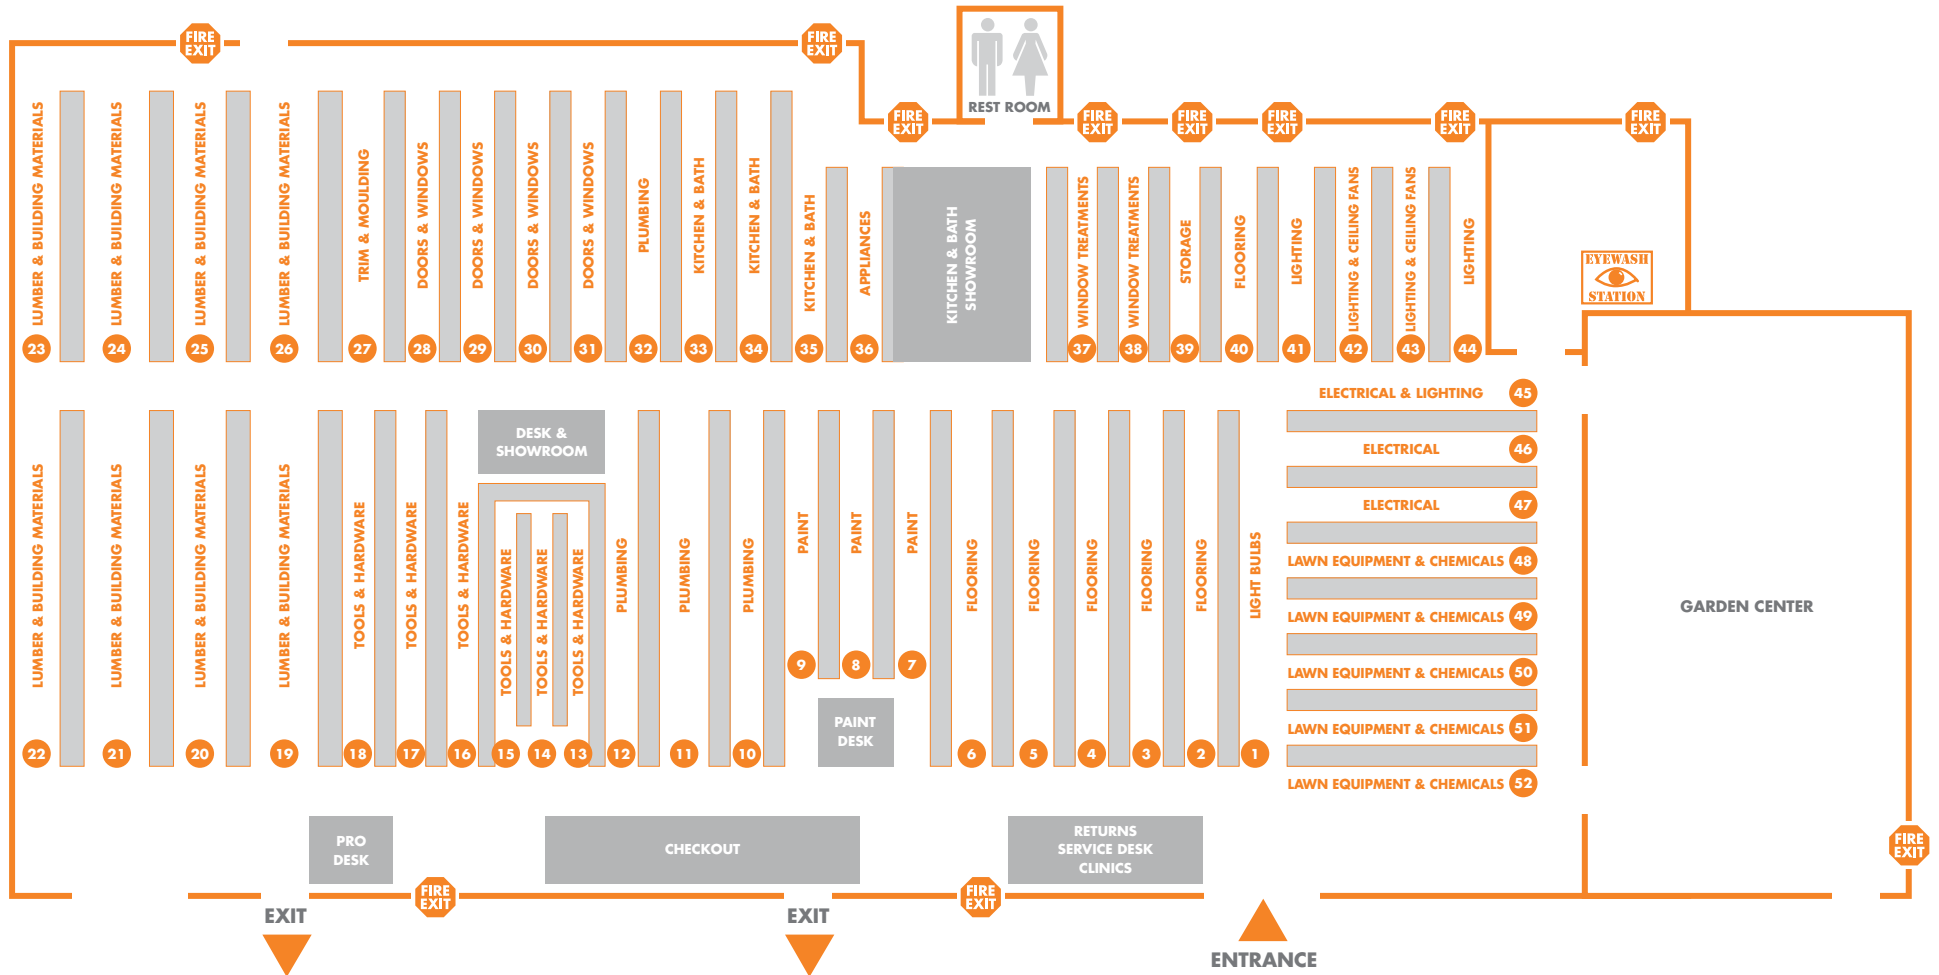 FIRE
EXIT
FIRE
EXIT
REST ROOM
FIRE
EXIT
FIRE
EXIT
FIRE
EXIT
FIRE
EXIT
FIRE
EXIT
FIRE
EXIT
LUMBER & BUILDING MATERIALS
23
LUMBER & BUILDING MATERIALS
24
LUMBER & BUILDING MATERIALS
25
LUMBER & BUILDING MATERIALS
26
TRIM & MOULDING
27
DOORS & WINDOWS
28
DOORS & WINDOWS
29
DOORS & WINDOWS
30
DOORS & WINDOWS
31
PLUMBING
32
KITCHEN & BATH
33
KITCHEN & BATH
34
KITCHEN & BATH
35
APPLIANCES
36
KITCHEN & BATH
SHOWROOM
WINDOW TREATMENTS
37
WINDOW TREATMENTS
38
STORAGE
39
FLOORING
40
LIGHTING
41
LIGHTING & CEILING FANS
42
LIGHTING & CEILING FANS
43
LIGHTING
44
EYEWASH
STATION
LUMBER & BUILDING MATERIALS
22
LUMBER & BUILDING MATERIALS
21
LUMBER & BUILDING MATERIALS
20
LUMBER & BUILDING MATERIALS
19
TOOLS & HARDWARE
18
TOOLS & HARDWARE
17
TOOLS & HARDWARE
16
DESK &
SHOWROOM
TOOLS & HARDWARE
15
TOOLS & HARDWARE
14
TOOLS & HARDWARE
13
PLUMBING
12
PLUMBING
11
PLUMBING
10
PAINT
9
PAINT
8
PAINT
7
PAINT
DESK
FLOORING
6
FLOORING
5
FLOORING
4
FLOORING
3
FLOORING
2
LIGHT BULBS
1
ELECTRICAL & LIGHTING 45
ELECTRICAL 46
ELECTRICAL 47
LAWN EQUIPMENT & CHEMICALS 48
LAWN EQUIPMENT & CHEMICALS 49
LAWN EQUIPMENT & CHEMICALS 50
LAWN EQUIPMENT & CHEMICALS 51
LAWN EQUIPMENT & CHEMICALS 52
GARDEN CENTER
PRO
DESK
CHECKOUT
RETURNS
SERVICE DESK
CLINICS
FIRE
EXIT
FIRE
EXIT
FIRE
EXIT
EXIT
EXIT
ENTRANCE